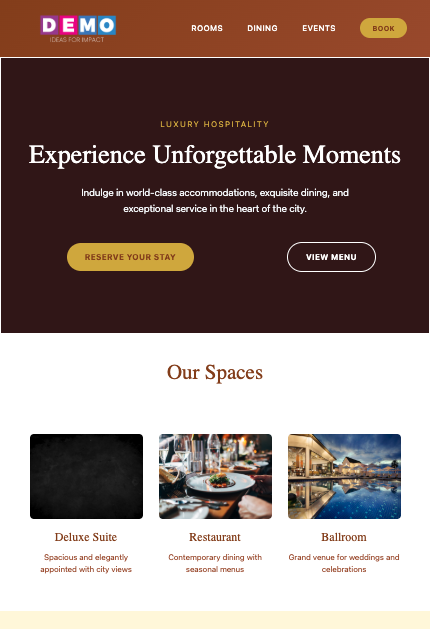 DEMO
IDEAS FOR IMPACT
ROOMS
DINING
EVENTS
BOOK
LUXURY HOSPITALITY
Experience Unforgettable Moments
Indulge in world-class accommodations, exquisite dining, and
exceptional service in the heart of the city.
RESERVE YOUR STAY
VIEW MENU
Our Spaces
Deluxe Suite
Spacious and elegantly
appointed with city views
Restaurant
Contemporary dining with
seasonal menus
Ballroom
Grand venue for weddings and
celebrations